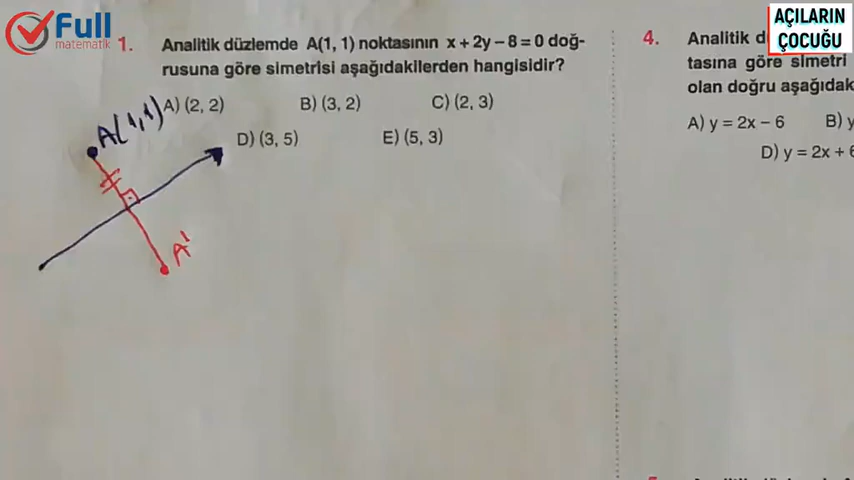 Full
matematik
AÇILARIN
ÇOCUĞU
1. Analitik düzlemde A(1, 1) noktasının x + 2y – 8 = 0 doğ-
rusuna göre simetrisi aşağıdakilerden hangisidir?
A) (2, 2) B) (3, 2) C) (2, 3)
D) (3, 5) E) (5, 3)
A(1,1)
A'
4. Analitik d
tasına göre simetri
olan doğru aşağıdak
A) y = 2x – 6 B) y
D) y = 2x + 6